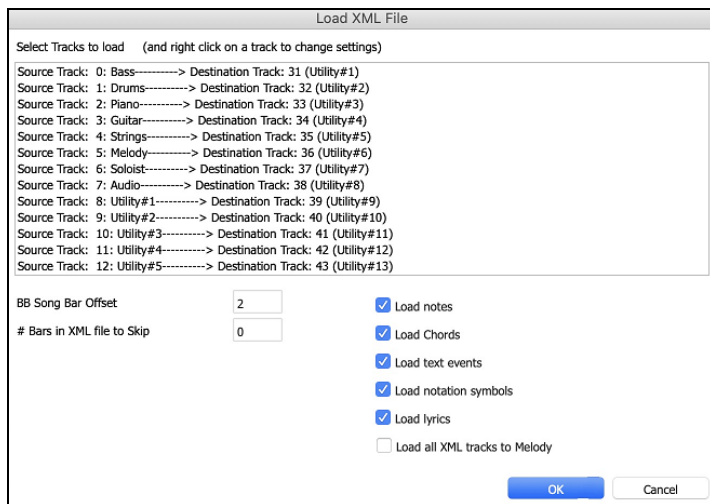 Load XML File
Select Tracks to load (and right click on a track to change settings)
Source Track: 0: Bass----------> Destination Track: 31 (Utility#1)
Source Track: 1: Drums----------> Destination Track: 32 (Utility#2)
Source Track: 2: Piano----------> Destination Track: 33 (Utility#3)
Source Track: 3: Guitar----------> Destination Track: 34 (Utility#4)
Source Track: 4: Strings----------> Destination Track: 35 (Utility#5)
Source Track: 5: Melody----------> Destination Track: 36 (Utility#6)
Source Track: 6: Soloist----------> Destination Track: 37 (Utility#7)
Source Track: 7: Audio----------> Destination Track: 38 (Utility#8)
Source Track: 8: Utility#1----------> Destination Track: 39 (Utility#9)
Source Track: 9: Utility#2----------> Destination Track: 40 (Utility#10)
Source Track: 10: Utility#3----------> Destination Track: 41 (Utility#11)
Source Track: 11: Utility#4----------> Destination Track: 42 (Utility#12)
Source Track: 12: Utility#5----------> Destination Track: 43 (Utility#13)
BB Song Bar Offset 2
# Bars in XML file to Skip 0
Load notes
Load Chords
Load text events
Load notation symbols
Load lyrics
Load all XML tracks to Melody
OK Cancel